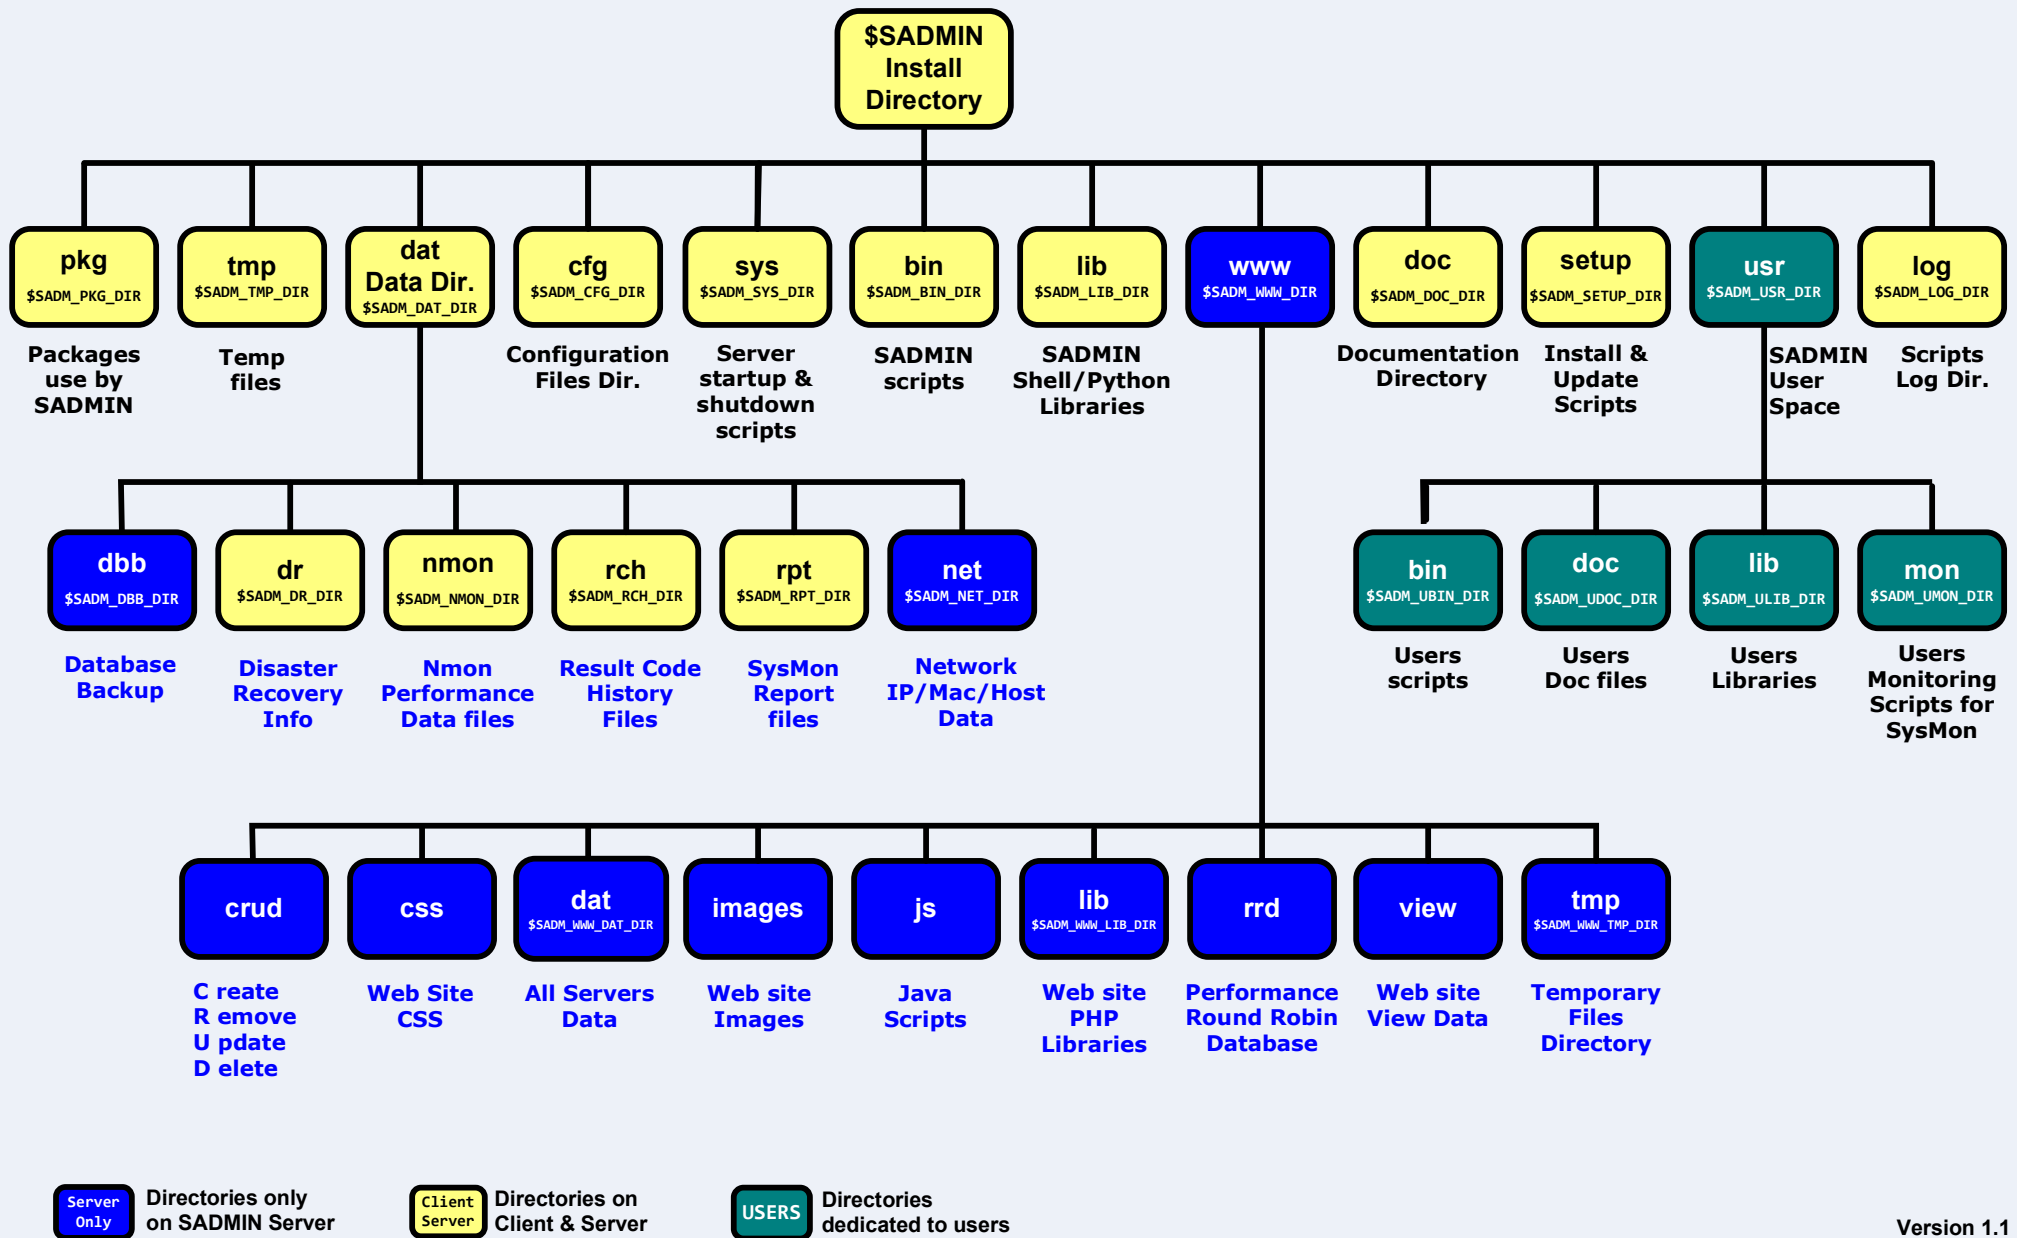 $SADMIN
Install
Directory
pkg
$SADM_PKG_DIR
tmp
$SADM_TMP_DIR
dat
Data Dir.
$SADM_DAT_DIR
cfg
$SADM_CFG_DIR
sys
$SADM_SYS_DIR
bin
$SADM_BIN_DIR
lib
$SADM_LIB_DIR
www
$SADM_WWW_DIR
doc
$SADM_DOC_DIR
setup
$SADM_SETUP_DIR
usr
$SADM_USR_DIR
log
$SADM_LOG_DIR
Packages
use by
SADMIN
Temp
files
Configuration
Files Dir.
Server
startup &
shutdown
scripts
SADMIN
scripts
SADMIN
Shell/Python
Libraries
Documentation
Directory
Install &
Update
Scripts
SADMIN
User
Space
Scripts
Log Dir.
dbb
$SADM_DBB_DIR
dr
$SADM_DR_DIR
nmon
$SADM_NMON_DIR
rch
$SADM_RCH_DIR
rpt
$SADM_RPT_DIR
net
$SADM_NET_DIR
bin
$SADM_UBIN_DIR
doc
$SADM_UDOC_DIR
lib
$SADM_ULIB_DIR
mon
$SADM_UMON_DIR
Database
Backup
Disaster
Recovery
Info
Nmon
Performance
Data files
Result Code
History
Files
SysMon
Report
files
Network
IP/Mac/Host
Data
Users
scripts
Users
Doc files
Users
Libraries
Users
Monitoring
Scripts for
SysMon
crud
css
dat
$SADM_WWW_DAT_DIR
images
js
lib
$SADM_WWW_LIB_DIR
rrd
view
tmp
$SADM_WWW_TMP_DIR
C reate
R emove
U pdate
D elete
Web Site
CSS
All Servers
Data
Web site
Images
Java
Scripts
Web site
PHP
Libraries
Performance
Round Robin
Database
Web site
View Data
Temporary
Files
Directory
Server
Only
Directories only
on SADMIN Server
Client
Server
Directories on
Client & Server
USERS
Directories
dedicated to users
Version 1.1